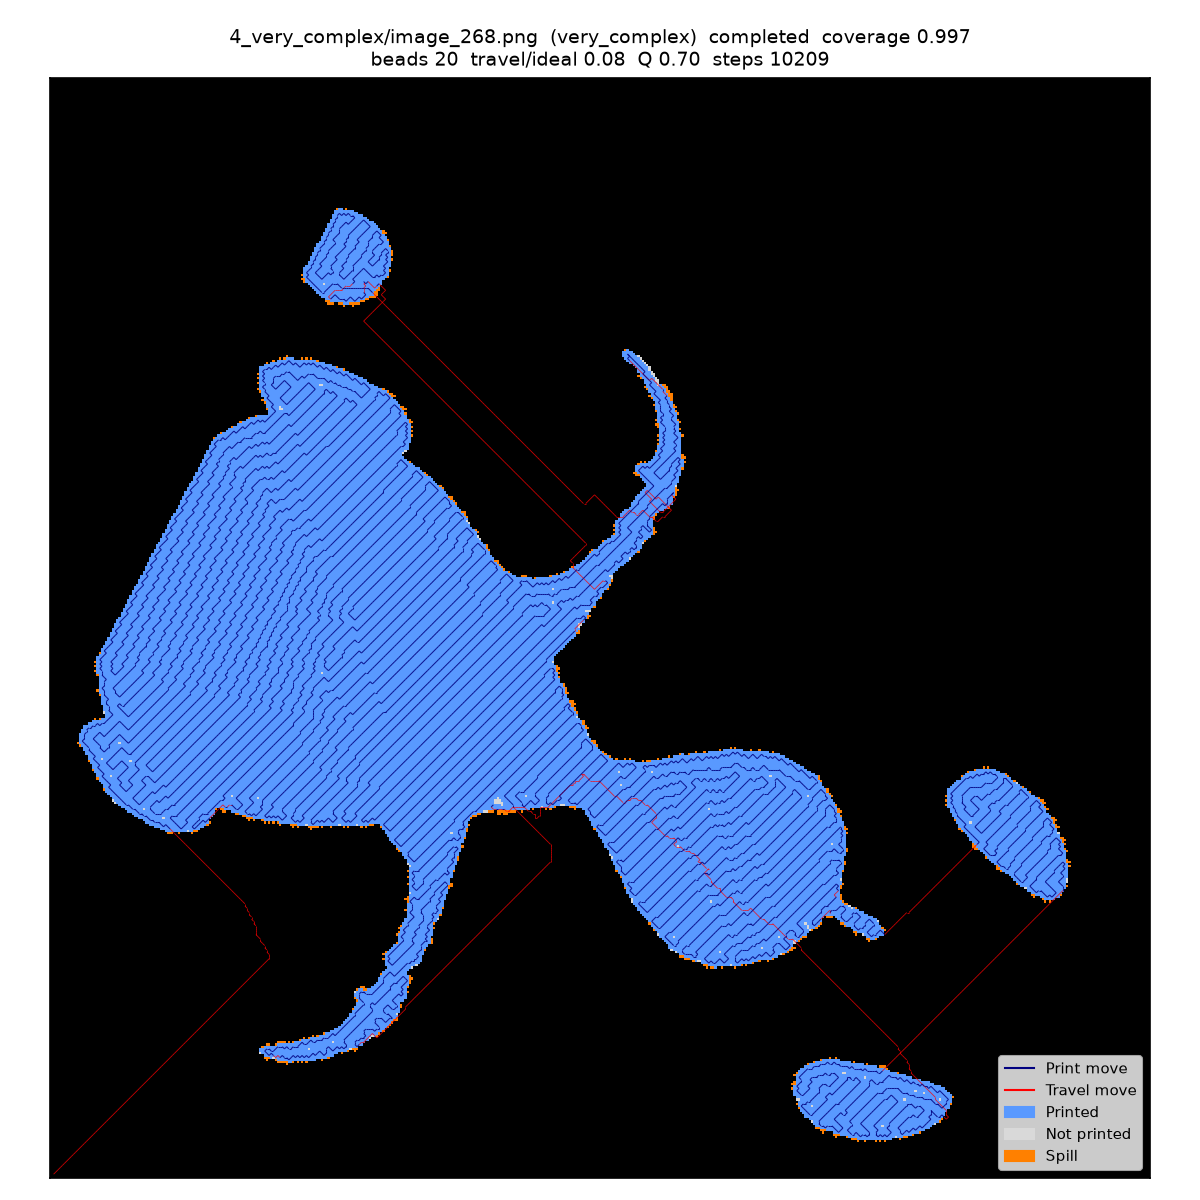 4_very_complex/image_268.png  (very_complex)  completed  coverage 0.997
beads 20  travel/ideal 0.08  Q 0.70  steps 10209
Print move
Travel move
Printed
Not printed
Spill